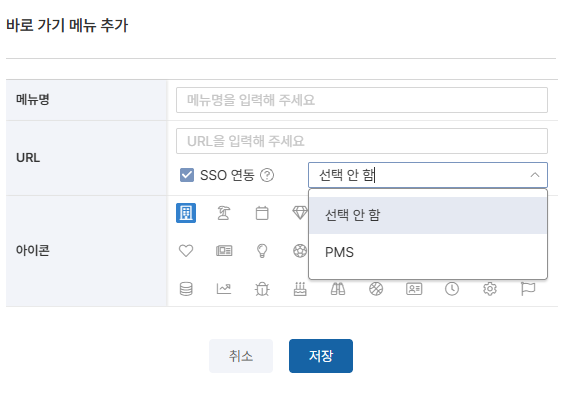 바로 가기 메뉴 추가
메뉴명
메뉴명을 입력해 주세요
URL
URL을 입력해 주세요
SSO 연동 ?
선택 안 함
선택 안 함
PMS
아이콘
취소
저장